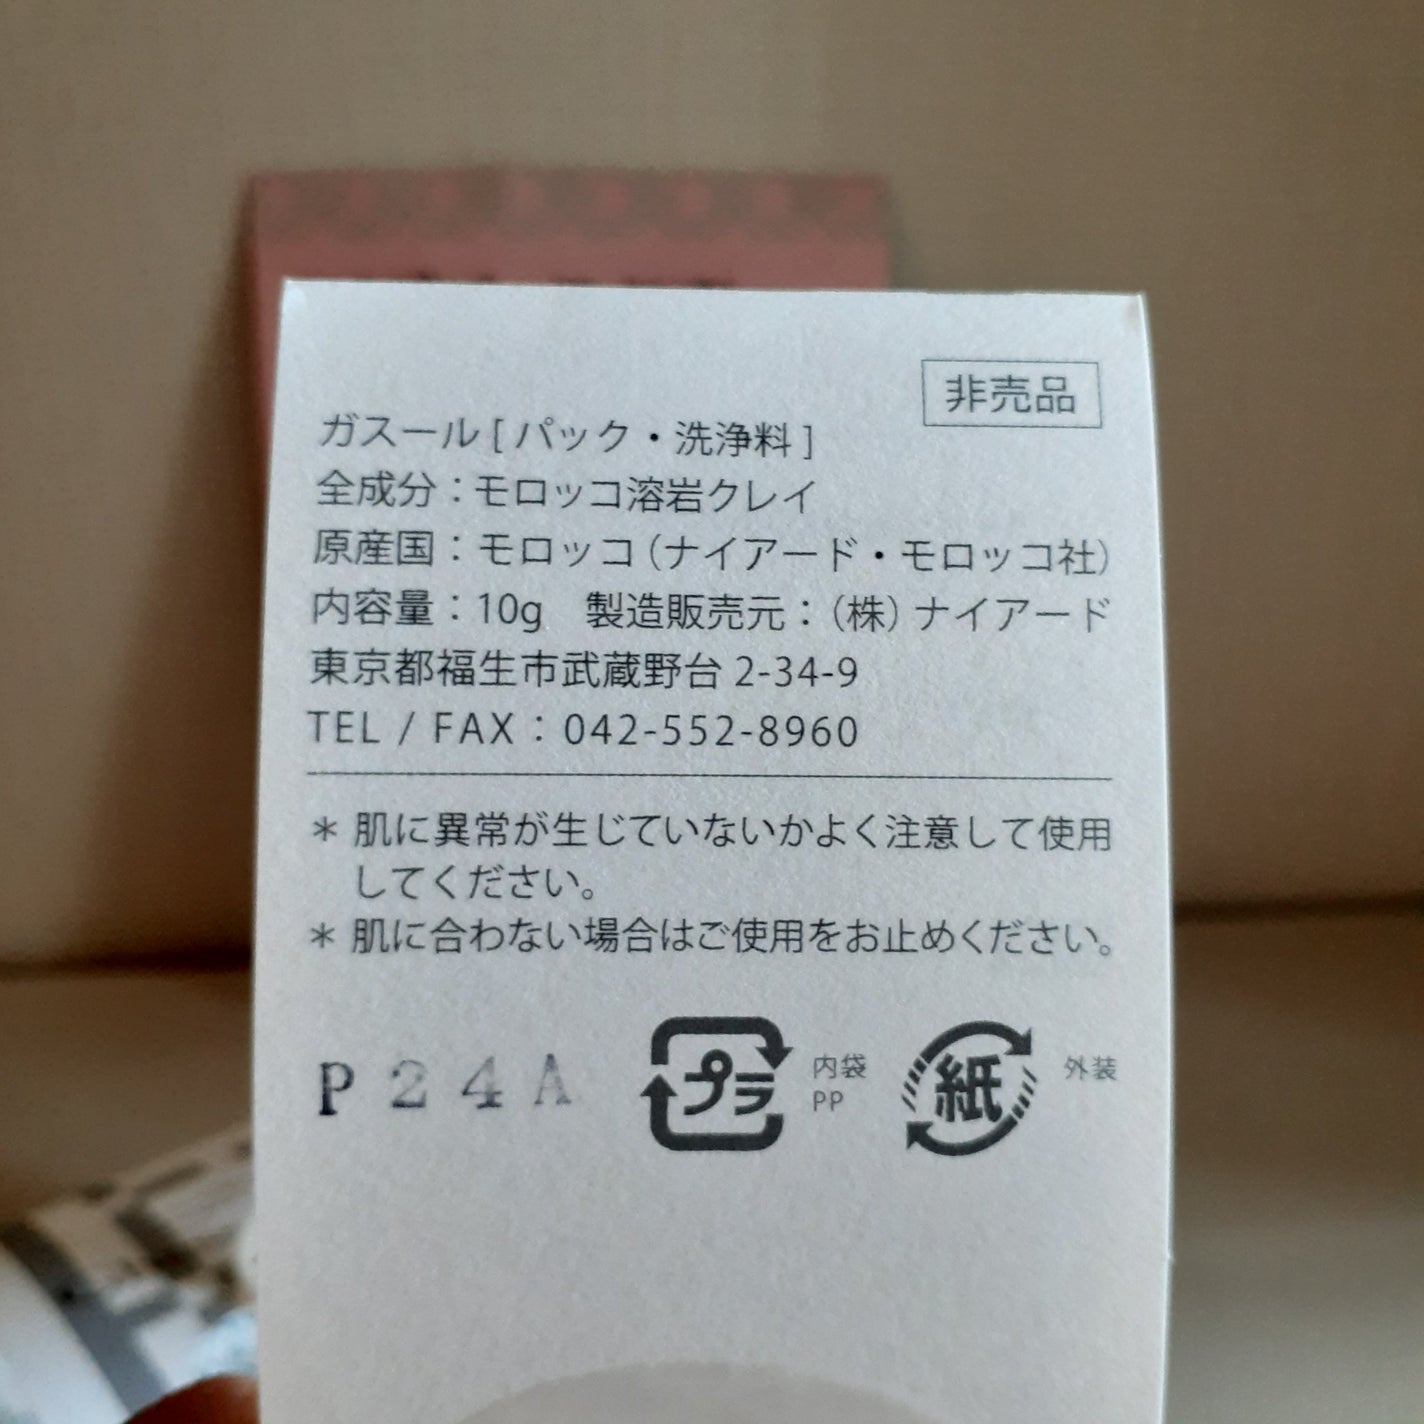 非売品
ガスール [ パック・洗浄料 ]
全成分：モロッコ溶岩クレイ
原産国：モロッコ（ナイアード・モロッコ社）
内容量：10g　製造販売元：（株）ナイアード
東京都福生市武蔵野台 2-34-9
TEL / FAX：042-552-8960
＊ 肌に異常が生じていないかよく注意して使用
してください。
＊ 肌に合わない場合はご使用をお止めください。
P 2 4 A
プラ 内袋 PP 紙 外装